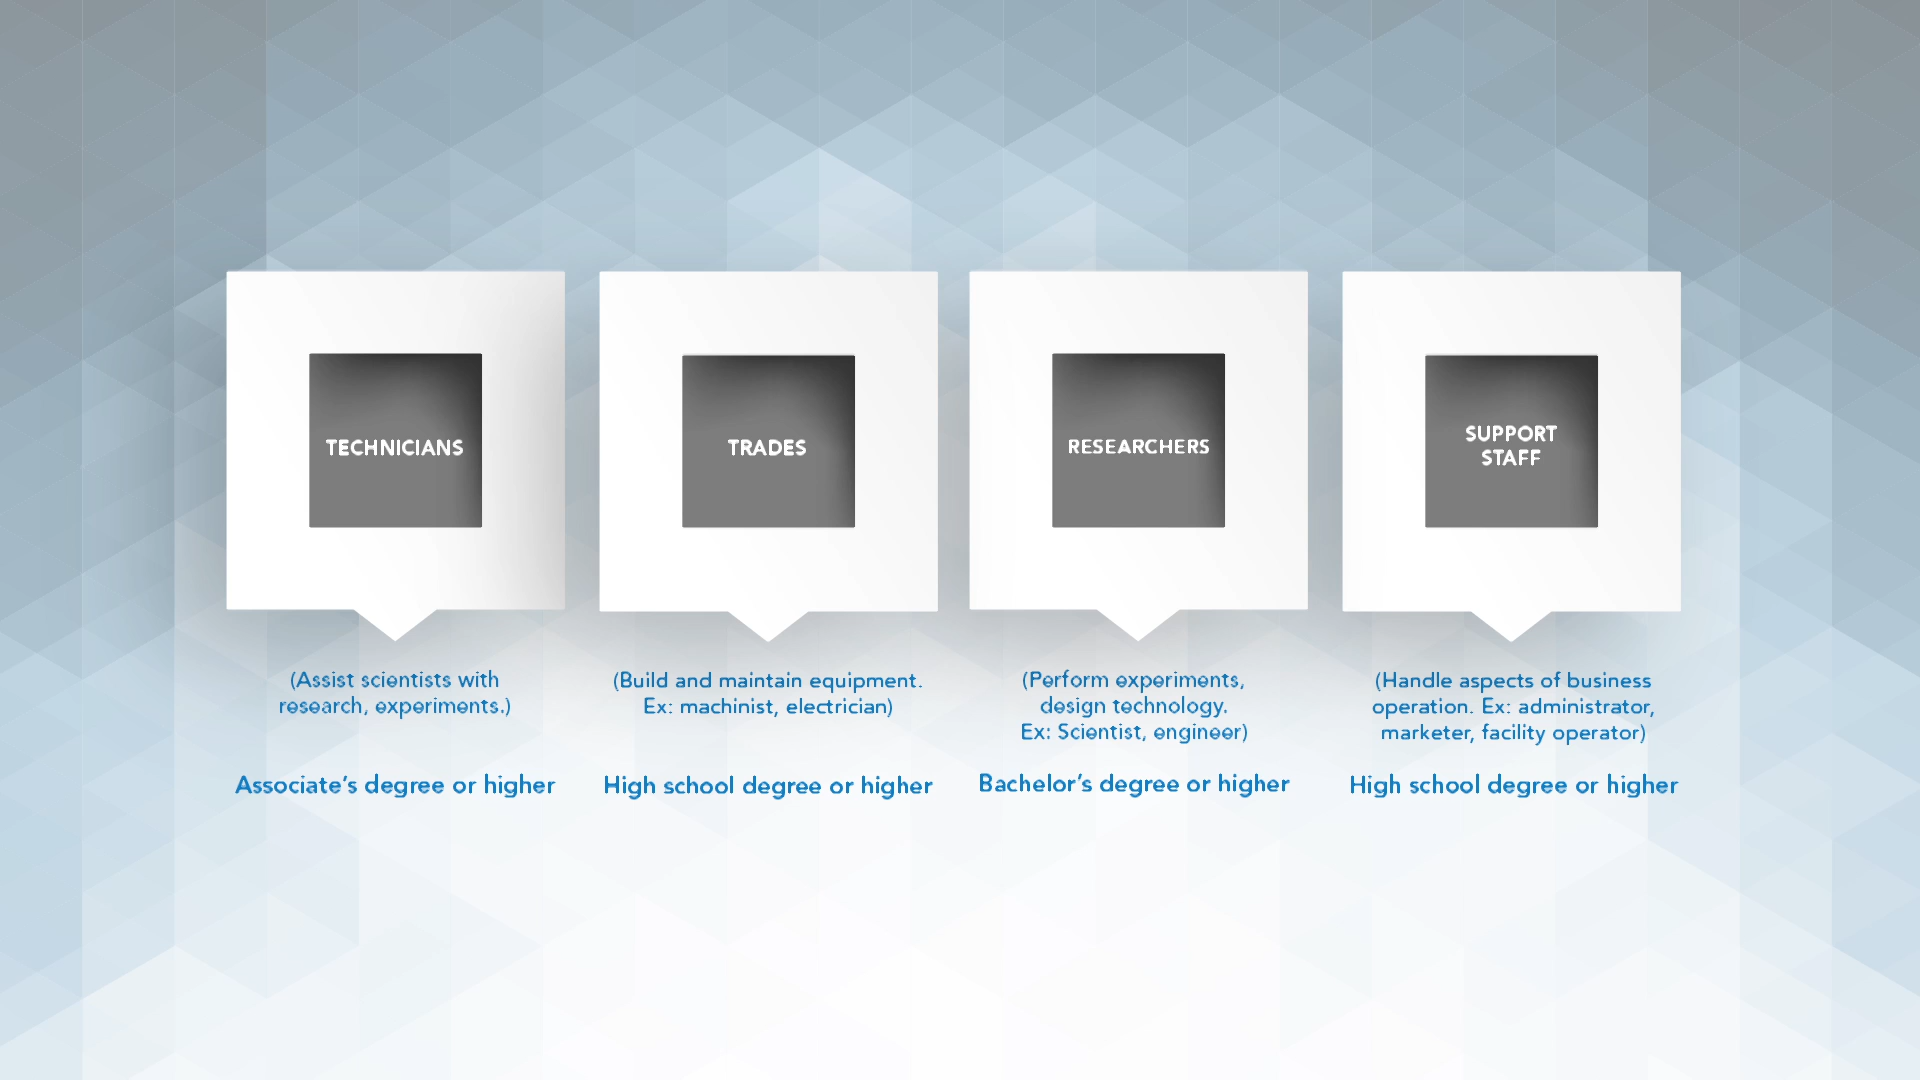 TECHNICIANS
(Assist scientists with
research, experiments.)
Associate's degree or higher
TRADES
(Build and maintain equipment.
Ex: machinist, electrician)
High school degree or higher
RESEARCHERS
(Perform experiments,
design technology.
Ex: Scientist, engineer)
Bachelor's degree or higher
SUPPORT
STAFF
(Handle aspects of business
operation. Ex: administrator,
marketer, facility operator)
High school degree or higher